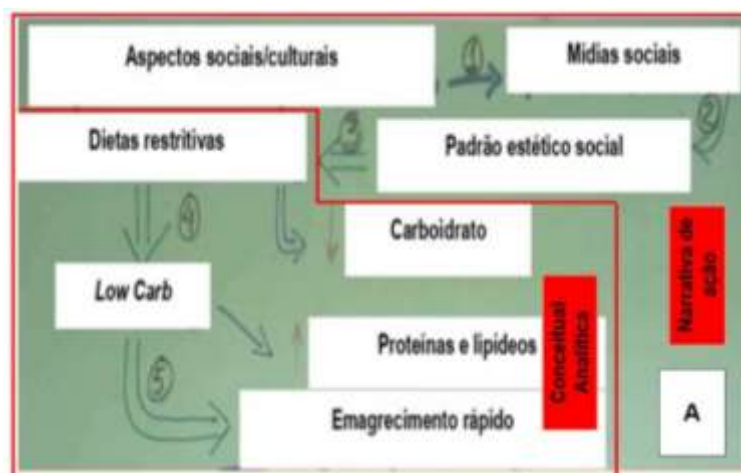 Aspectos sociais/culturais
1
Mídias sociais
2
Dietas restritivas
3
Padrão estético social
4
Carboidrato
Low Carb
Proteínas e lipídeos
5
Emagrecimento rápido
Conceitual
Analítica
Narrativa de
ação
A